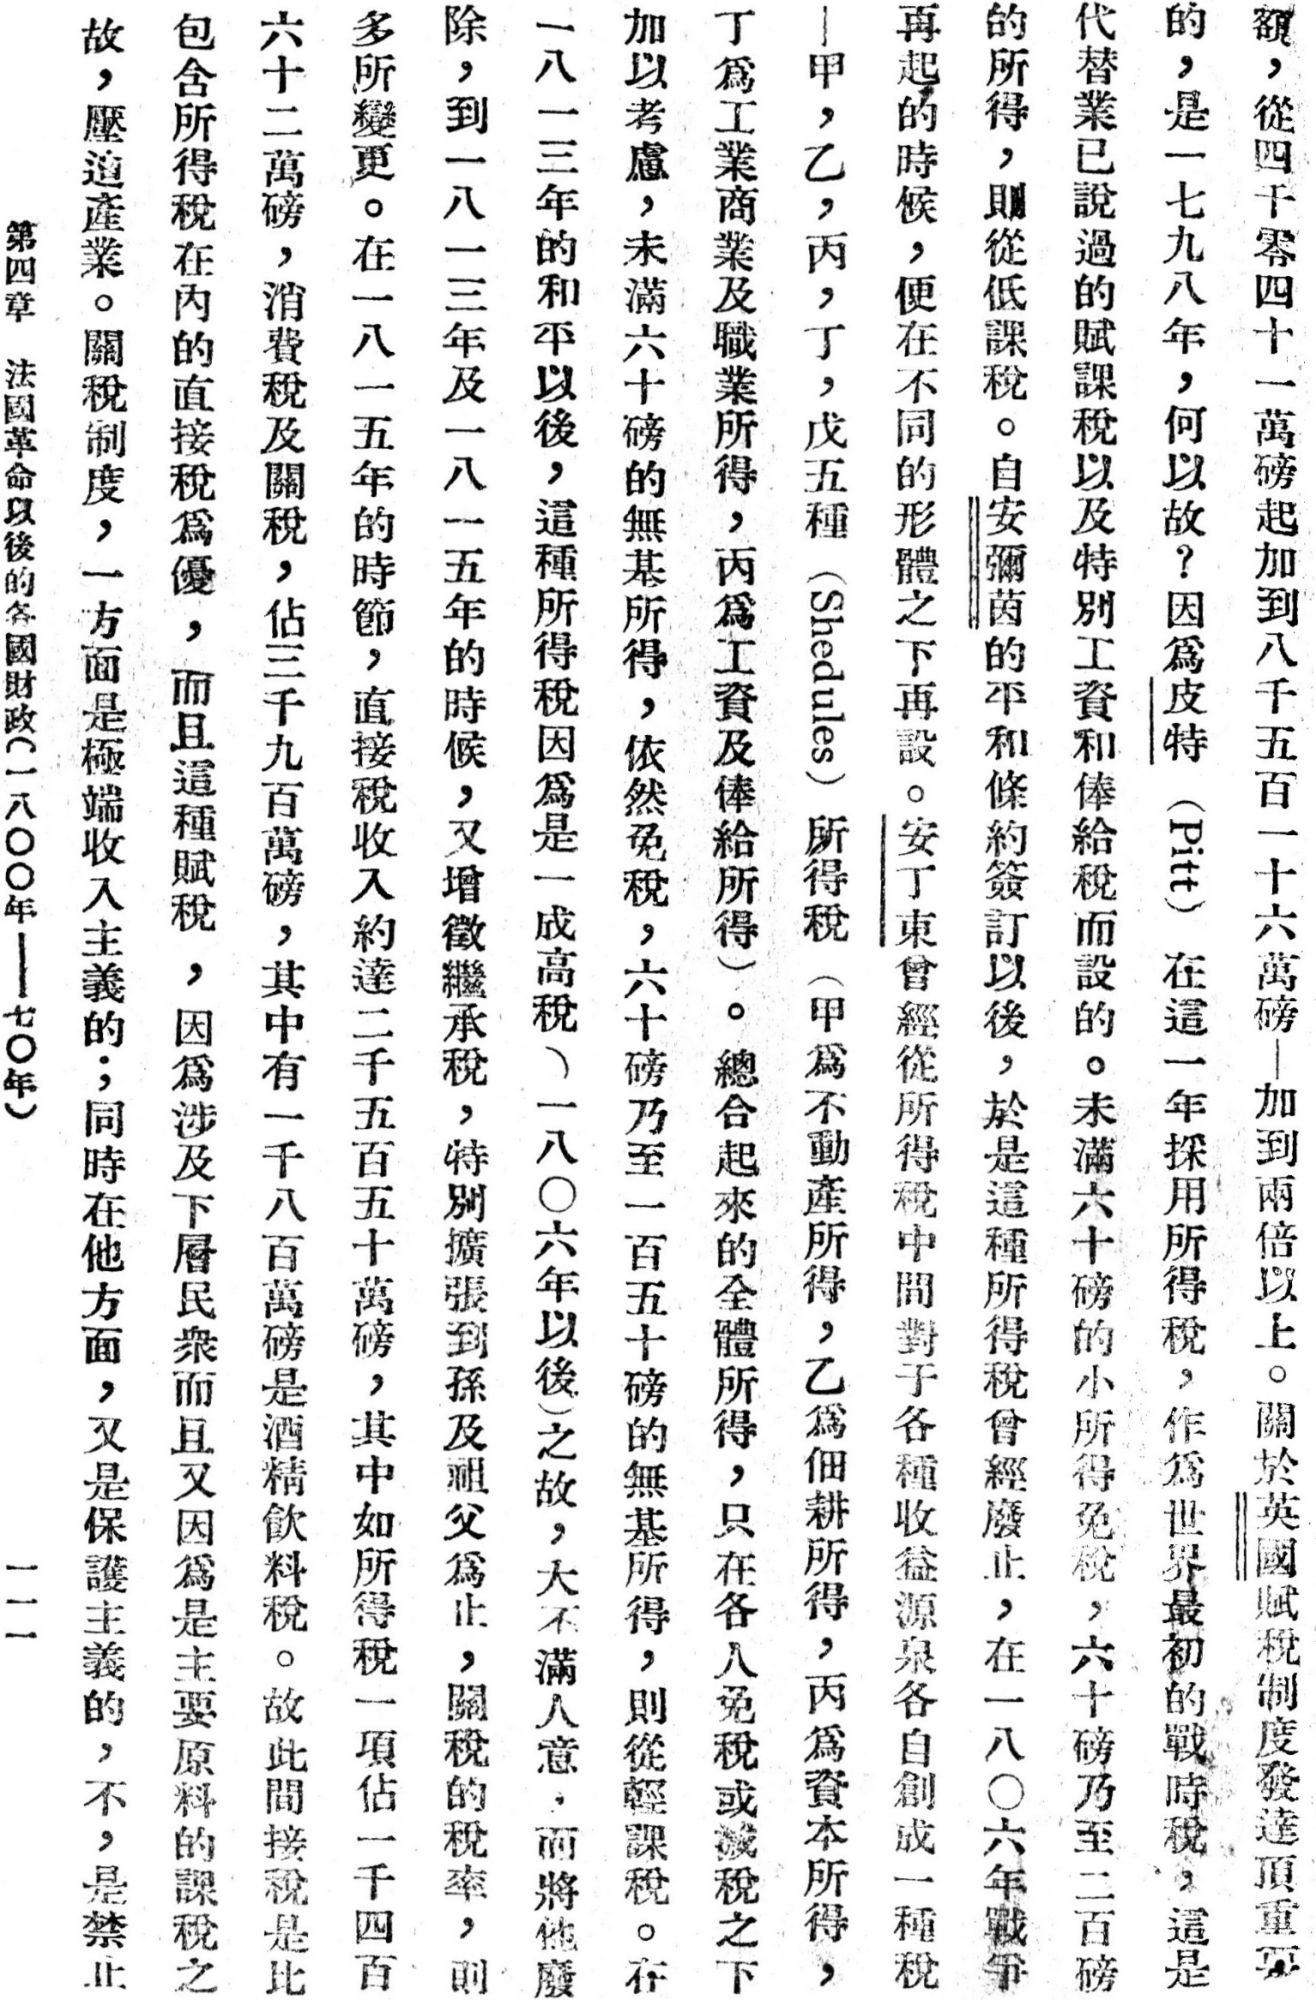 額，從四千零四十一萬磅起加到八千五百一十六萬磅—加到兩倍以上。關於英國賦稅制度發達頂重要
的，是一七九八年，何以故？因爲皮特（Pitt）在這一年採用所得稅，作爲世界最初的戰時稅，這是
代替業已說過的賦課稅以及特別工資和俸給稅而設的。未滿六十磅的小所得免稅，六十磅乃至二百磅
的所得，則從低課稅。自安彌茵的平和條約簽訂以後，於是這種所得稅曾經廢止，在一八〇六年戰爭
再起的時候，便在不同的形體之下再設。安丁東曾經從所得稅中間對于各種收益源泉各自創成一種稅
—甲，乙，丙，丁，戊五種（Shedules）所得稅（甲爲不動產所得，乙爲佃耕所得，丙爲資本所得，
丁爲工業商業及職業所得，丙爲工資及俸給所得）。總合起來的全體所得，只在各人免稅或減稅之下
加以考慮，未滿六十磅的無基所得，依然免稅，六十磅乃至一百五十磅的無基所得，則從輕課稅。在
一八一三年的和平以後，這種所得稅因爲是一成高稅）一八〇六年以後）之故，大不滿人意，而將他廢
除，到一八一三年及一八一五年的時候，又增徵繼承稅，特別擴張到孫及祖父爲止，關稅的稅率，則
多所變更。在一八一五年的時節，直接稅收入約達二千五百五十萬磅，其中如所得稅一項佔一千四百
六十二萬磅，消費稅及關稅，佔三千九百萬磅，其中有一千八百萬磅是酒精飲料稅。故此間接稅是比
包含所得稅在內的直接稅爲優，而且這種賦稅，因爲涉及下層民衆而且又因爲是主要原料的課稅之
故，壓迫產業。關稅制度，一方面是極端收入主義的；同時在他方面，又是保護主義的，不，是禁止
第四章　法國革命以後的各國財政（一八〇〇年——七〇年）　一一一